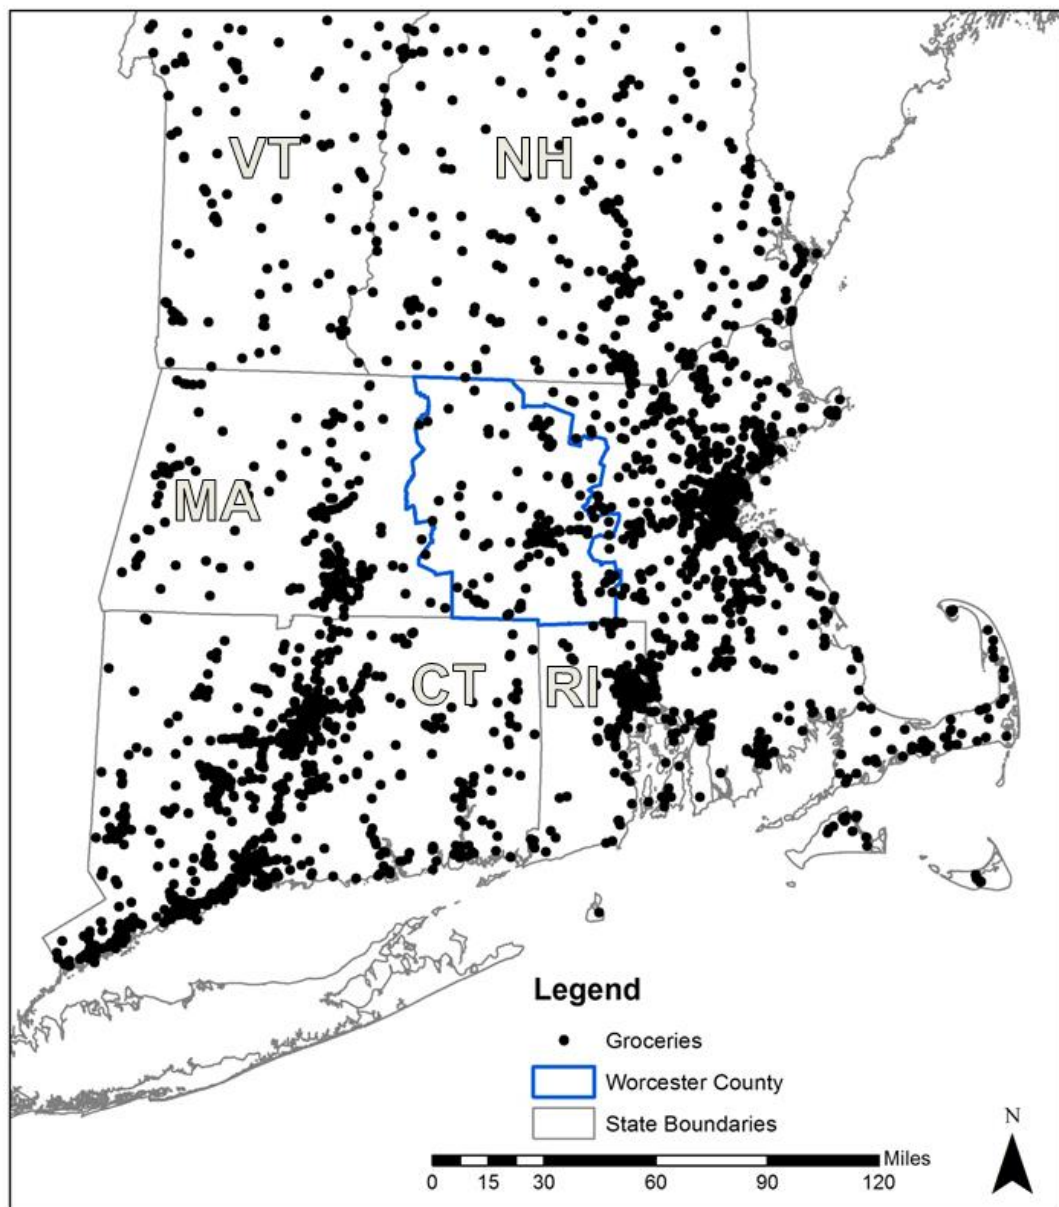 VT
NH
MA
CT
RI
Legend
Groceries
Worcester County
State Boundaries
N
Miles
0 15 30 60 90 120